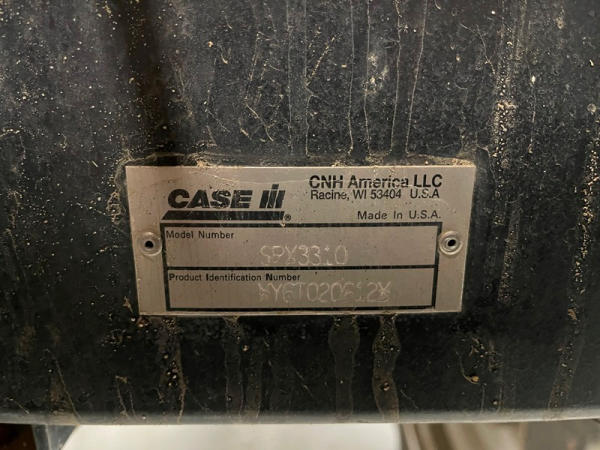 CASE IH®
CNH America LLC
Racine, WI 53404 U.S.A
Made In U.S.A.
Model Number
SPX3310
Product Identification Number